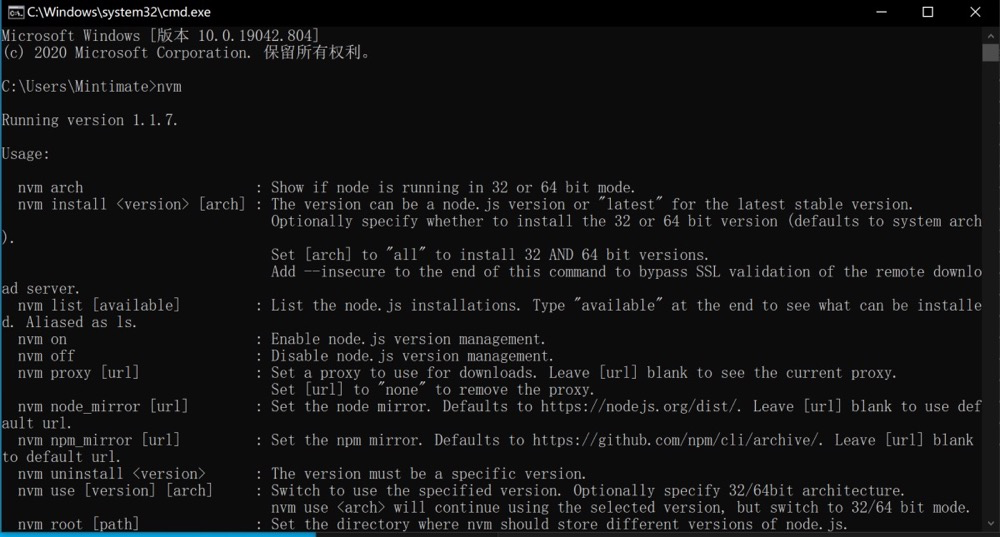 C:\Windows\system32\cmd.exe
Microsoft Windows [版本 10.0.19042.804]
(c) 2020 Microsoft Corporation. 保留所有权利。
C:\Users\Mintimate>nvm
Running version 1.1.7.
Usage:
nvm arch : Show if node is running in 32 or 64 bit mode.
nvm install <version> [arch] : The version can be a node.js version or "latest" for the latest stable version.
Optionally specify whether to install the 32 or 64 bit version (defaults to system arch
).
Set [arch] to "all" to install 32 AND 64 bit versions.
Add --insecure to the end of this command to bypass SSL validation of the remote downlo
ad server.
nvm list [available] : List the node.js installations. Type "available" at the end to see what can be installe
d. Aliased as ls.
nvm on : Enable node.js version management.
nvm off : Disable node.js version management.
nvm proxy [url] : Set a proxy to use for downloads. Leave [url] blank to see the current proxy.
Set [url] to "none" to remove the proxy.
nvm node_mirror [url] : Set the node mirror. Defaults to https://nodejs.org/dist/. Leave [url] blank to use def
ault url.
nvm npm_mirror [url] : Set the npm mirror. Defaults to https://github.com/npm/cli/archive/. Leave [url] blank
to default url.
nvm uninstall <version> : The version must be a specific version.
nvm use [version] [arch] : Switch to use the specified version. Optionally specify 32/64bit architecture.
nvm use <arch> will continue using the selected version, but switch to 32/64 bit mode.
nvm root [path] : Set the directory where nvm should store different versions of node.js.